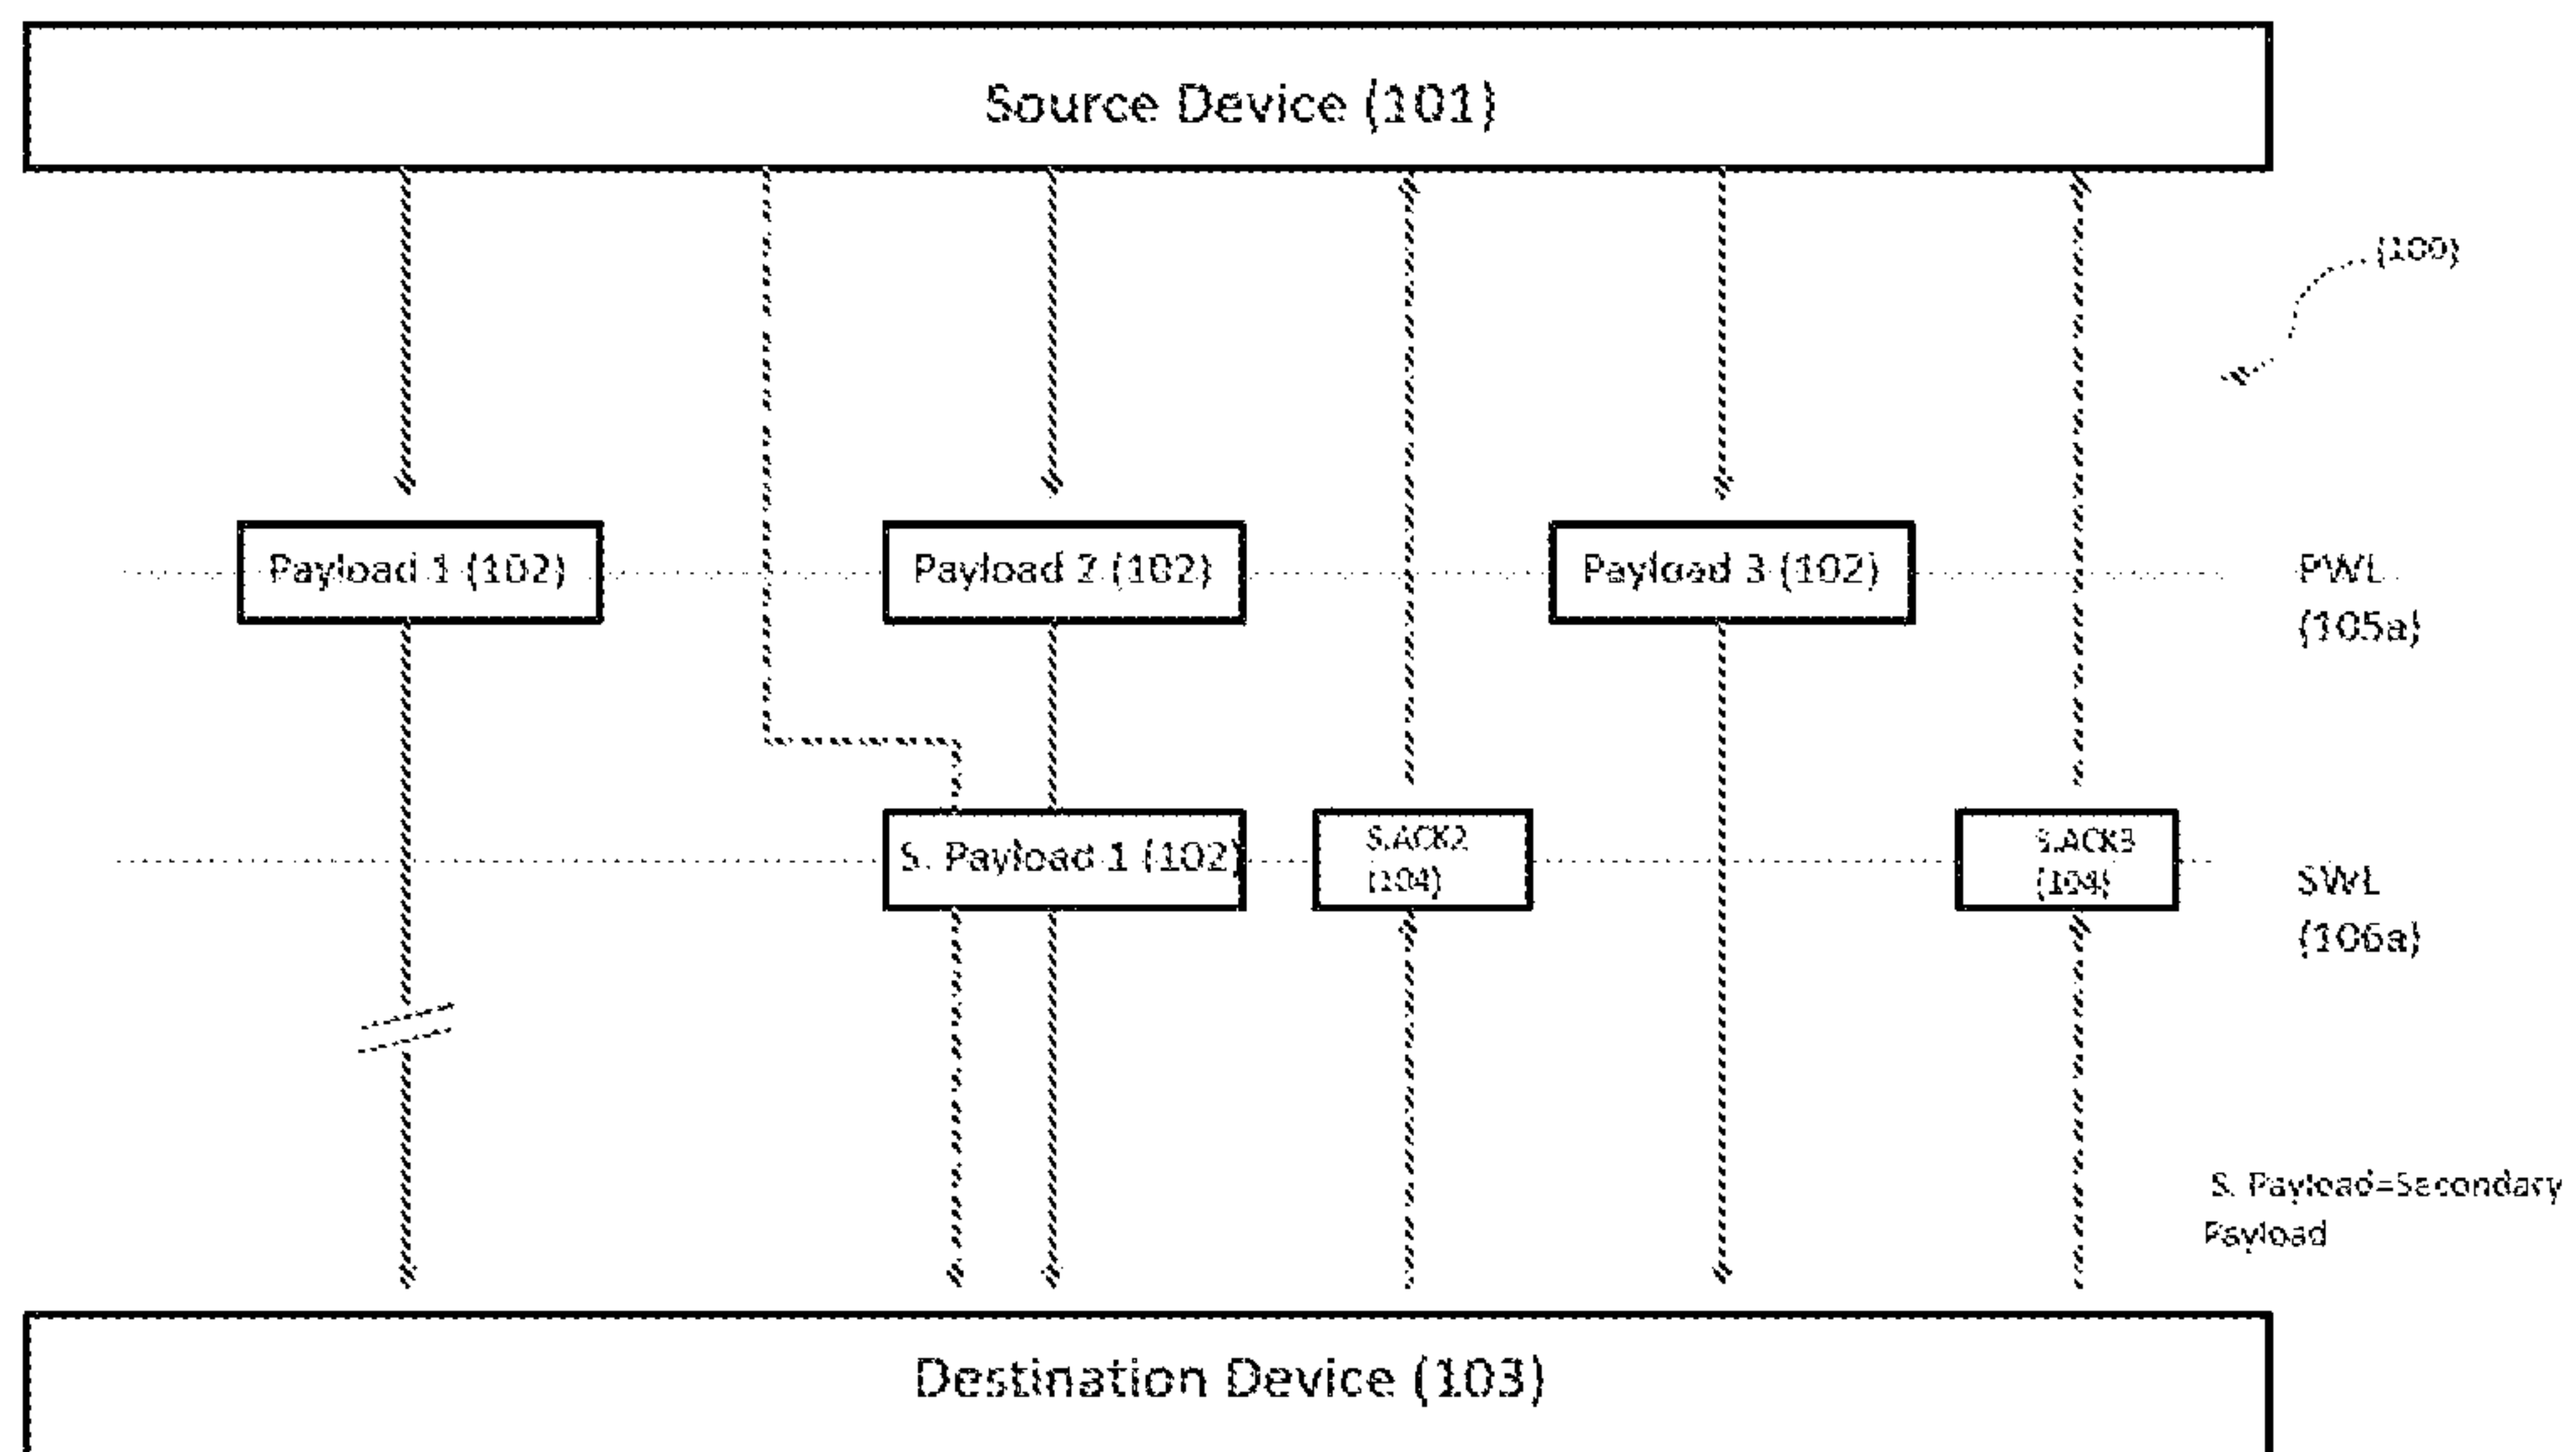 Source Device (101)
(100)
Payload 1 (102)
Payload 2 (102)
Payload 3 (102)
PWL
(105a)
S. Payload 1 (102)
S.ACK2
(104)
S.ACK3
(104)
SWL
(106a)
S. Payload=Secondary
Payload
Destination Device (103)